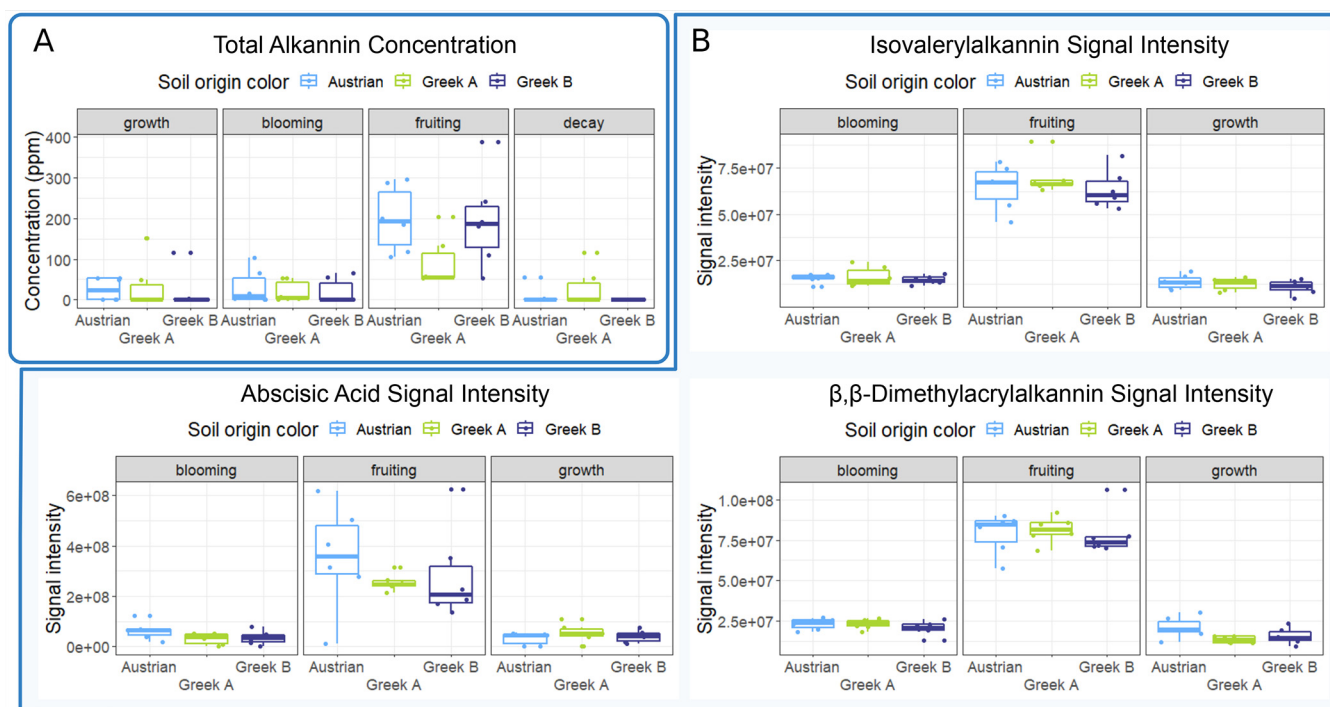 A
Total Alkannin Concentration
Soil origin color Austrian Greek A Greek B
growth blooming fruiting decay
Concentration (ppm)
400
300
200
100
0
Austrian Greek B Austrian Greek B Austrian Greek B Austrian Greek B
Greek A Greek A Greek A Greek A
B
Isovalerylalkannin Signal Intensity
Soil origin color Austrian Greek A Greek B
blooming fruiting growth
Signal intensity
7.5e+07
5.0e+07
2.5e+07
Austrian Greek B Austrian Greek B Austrian Greek B
Greek A Greek A Greek A
Abscisic Acid Signal Intensity
Soil origin color Austrian Greek A Greek B
blooming fruiting growth
Signal intensity
6e+08
4e+08
2e+08
0e+00
Austrian Greek B Austrian Greek B Austrian Greek B
Greek A Greek A Greek A
β,β-Dimethylacrylalkannin Signal Intensity
Soil origin color Austrian Greek A Greek B
blooming fruiting growth
Signal intensity
1.0e+08
7.5e+07
5.0e+07
2.5e+07
Austrian Greek B Austrian Greek B Austrian Greek B
Greek A Greek A Greek A